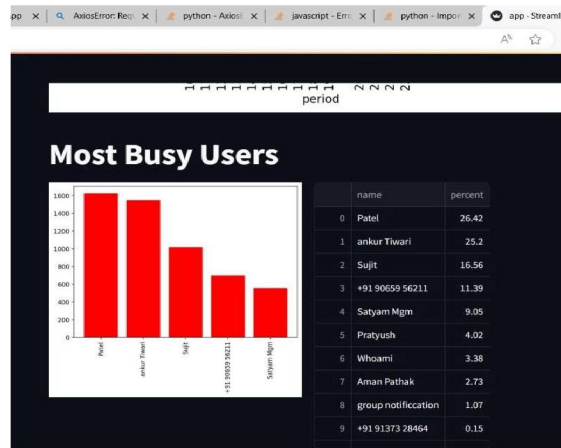 pp
AxiosError: Requ
python - Axios
javascript - Erro
python - Impor
app · Streaml
period
Most Busy Users
1600
1400
1200
1000
800
600
400
200
0
Patel
ankur Tiwari
Sujit
+91 90659 56211
Satyam Mgm
name percent
0 Patel 26.42
1 ankur Tiwari 25.2
2 Sujit 16.56
3 +91 90659 56211 11.39
4 Satyam Mgm 9.05
5 Pratyush 4.02
6 Whoami 3.38
7 Aman Pathak 2.73
8 group notificcation 1.07
9 +91 91373 28464 0.15